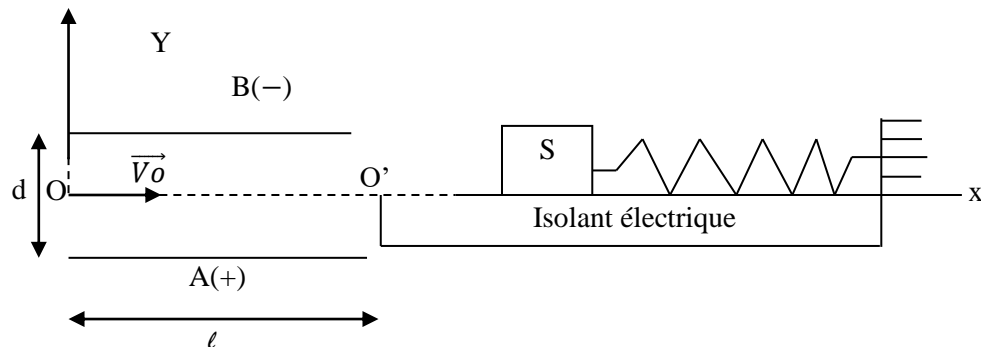 Y
B(−)
S
Vo
d
O
O’
x
Isolant électrique
A(+)
ℓ